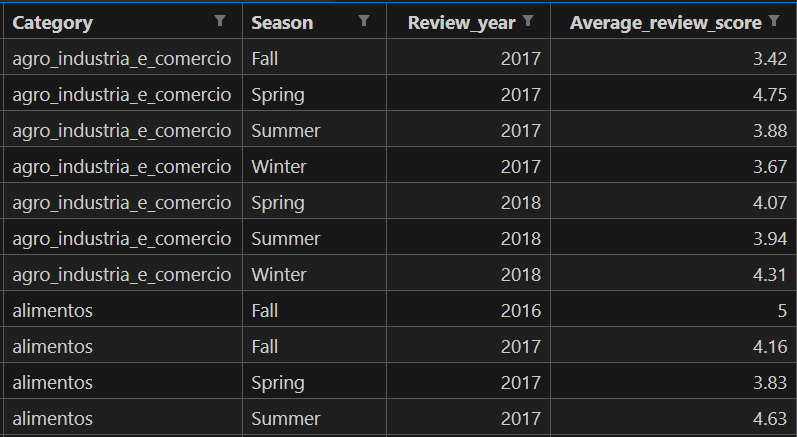 Category Season Review_year Average_review_score
agro_industria_e_comercio Fall 2017 3.42
agro_industria_e_comercio Spring 2017 4.75
agro_industria_e_comercio Summer 2017 3.88
agro_industria_e_comercio Winter 2017 3.67
agro_industria_e_comercio Spring 2018 4.07
agro_industria_e_comercio Summer 2018 3.94
agro_industria_e_comercio Winter 2018 4.31
alimentos Fall 2016 5
alimentos Fall 2017 4.16
alimentos Spring 2017 3.83
alimentos Summer 2017 4.63